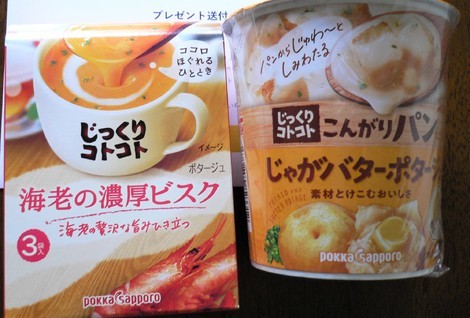 プレゼント送付
ココロ
ほぐれる
ひととき
じっくり
コトコト
イメージ
ポタージュ
海老の濃厚ビスク
3袋入
海老の贅沢な旨みひき立つ
pokka sapporo
パンからじゅわ～と
しみわたる
じっくり
コトコト
こんがりパン
じゃがバターポタージュ
素材とけこむおいしさ
pokka sapporo